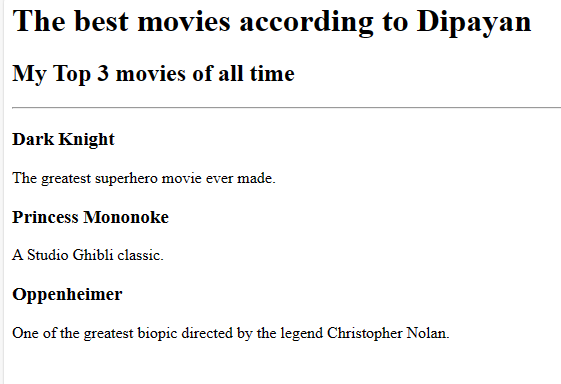 The best movies according to Dipayan
My Top 3 movies of all time
Dark Knight
The greatest superhero movie ever made.
Princess Mononoke
A Studio Ghibli classic.
Oppenheimer
One of the greatest biopic directed by the legend Christopher Nolan.